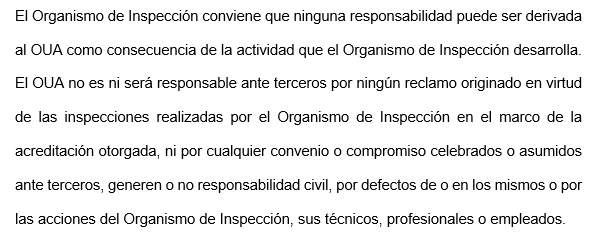 El Organismo de Inspección conviene que ninguna responsabilidad puede ser derivada
al OUA como consecuencia de la actividad que el Organismo de Inspección desarrolla.
El OUA no es ni será responsable ante terceros por ningún reclamo originado en virtud
de las inspecciones realizadas por el Organismo de Inspección en el marco de la
acreditación otorgada, ni por cualquier convenio o compromiso celebrados o asumidos
ante terceros, generen o no responsabilidad civil, por defectos de o en los mismos o por
las acciones del Organismo de Inspección, sus técnicos, profesionales o empleados.